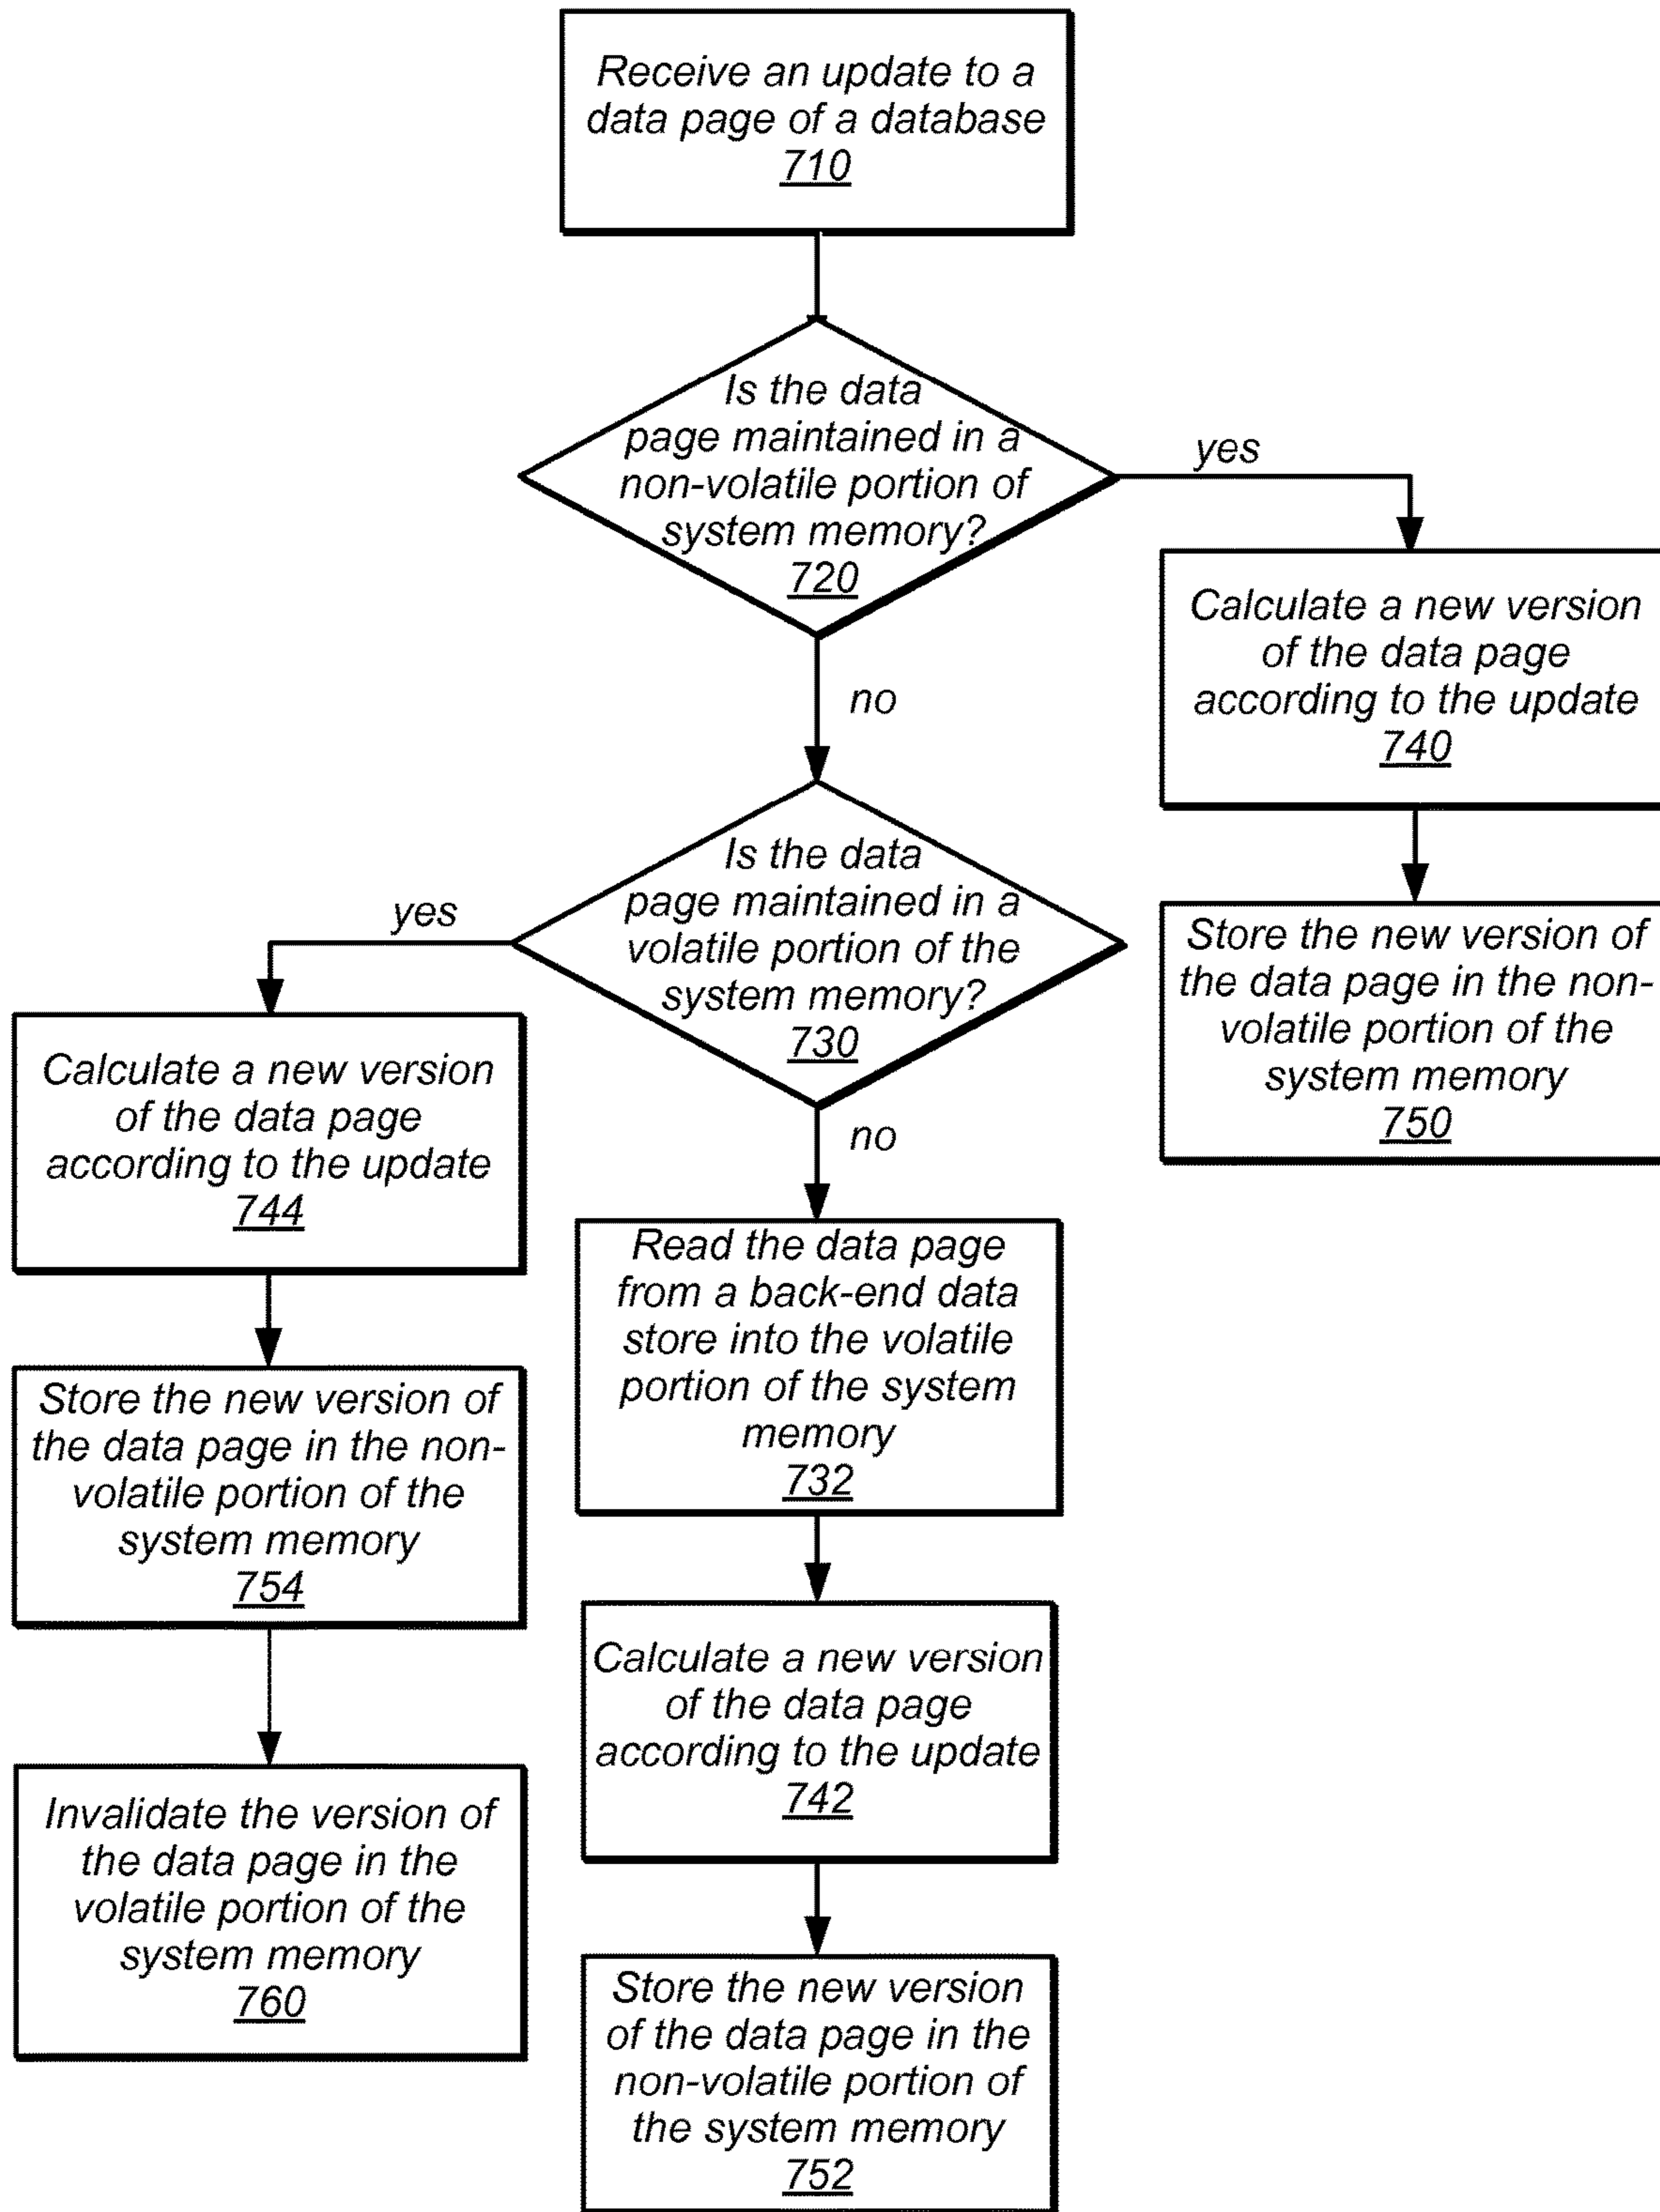 Receive an update to a
data page of a database
710
Is the data
page maintained in a
non-volatile portion of
system memory?
720
yes
no
Calculate a new version
of the data page
according to the update
740
Store the new version of
the data page in the non-
volatile portion of the
system memory
750
Is the data
page maintained in a
volatile portion of the
system memory?
730
yes
no
Calculate a new version
of the data page
according to the update
744
Store the new version of
the data page in the non-
volatile portion of the
system memory
754
Invalidate the version of
the data page in the
volatile portion of the
system memory
760
Read the data page
from a back-end data
store into the volatile
portion of the system
memory
732
Calculate a new version
of the data page
according to the update
742
Store the new version
of the data page in the
non-volatile portion of
the system memory
752